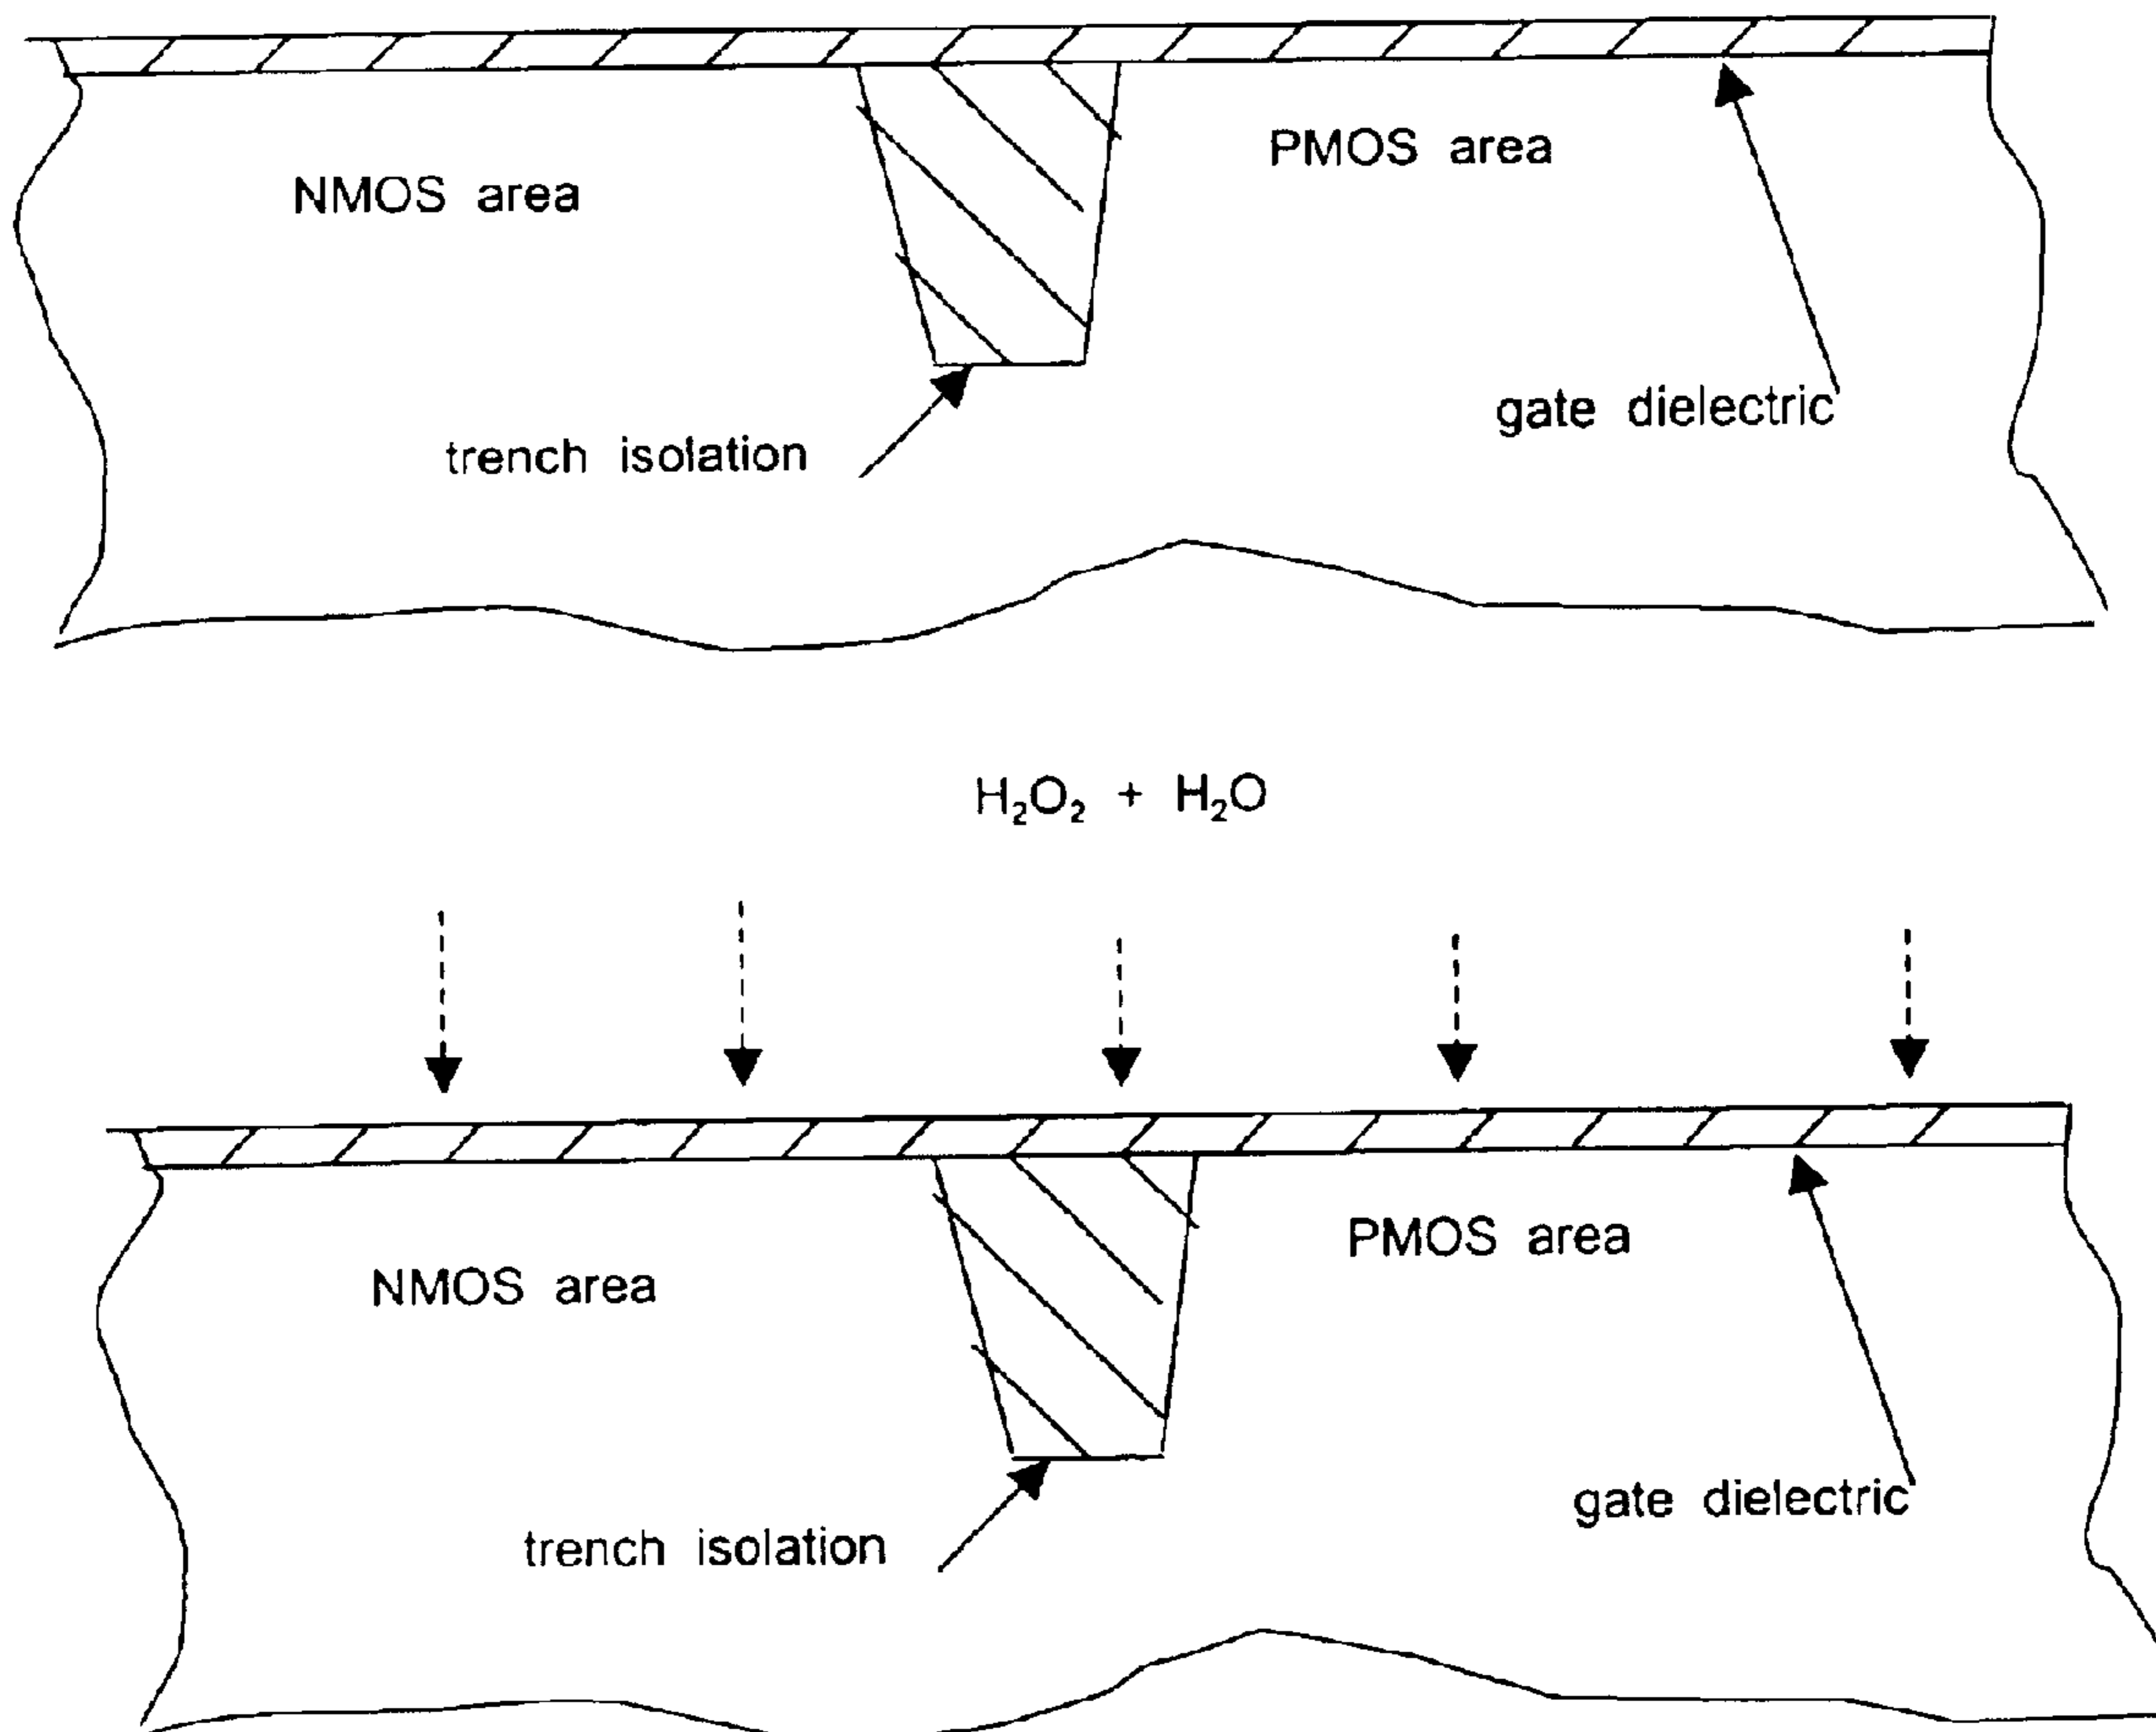 PMOS area
NMOS area
gate dielectric
trench isolation
H₂O₂ + H₂O
PMOS area
NMOS area
gate dielectric
trench isolation